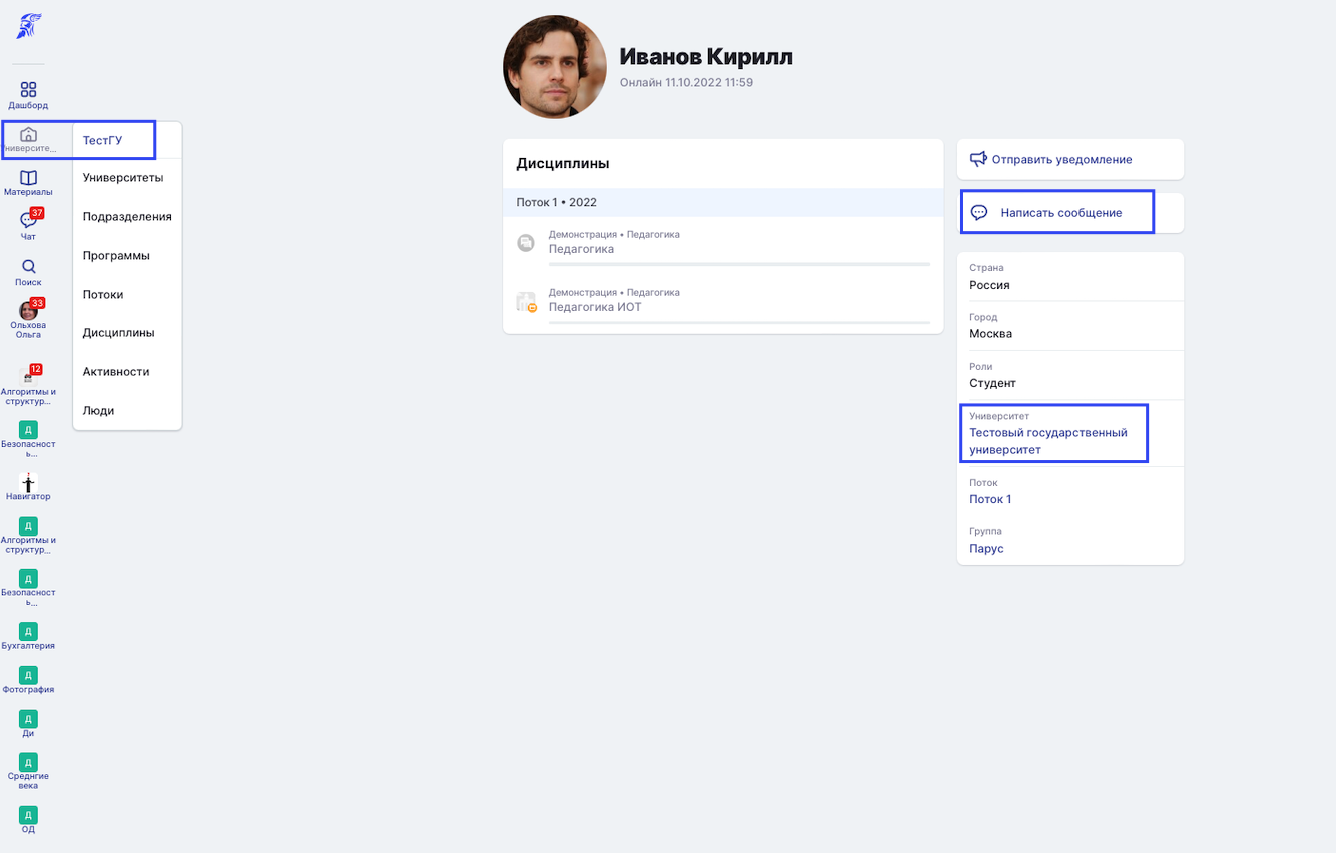 Дашборд
Университе...
Материалы
37
Чат
Поиск
33
Ольхова
Ольга
12
Алгоритмы и
структур...
Д
Безопасност
ь...
Навигатор
Д
Алгоритмы и
структур...
Д
Безопасност
ь...
Д
Бухгалтерия
Д
Фотография
Д
Ди
Д
Среднгие
века
Д
ОД
ТестГУ
Университеты
Подразделения
Программы
Потоки
Дисциплины
Активности
Люди
Иванов Кирилл
Онлайн 11.10.2022 11:59
Дисциплины
Поток 1 • 2022
Демонстрация • Педагогика
Педагогика
Демонстрация • Педагогика
Педагогика ИОТ
Отправить уведомление
Написать сообщение
Страна
Россия
Город
Москва
Роли
Студент
Университет
Тестовый государственный
университет
Поток
Поток 1
Группа
Парус